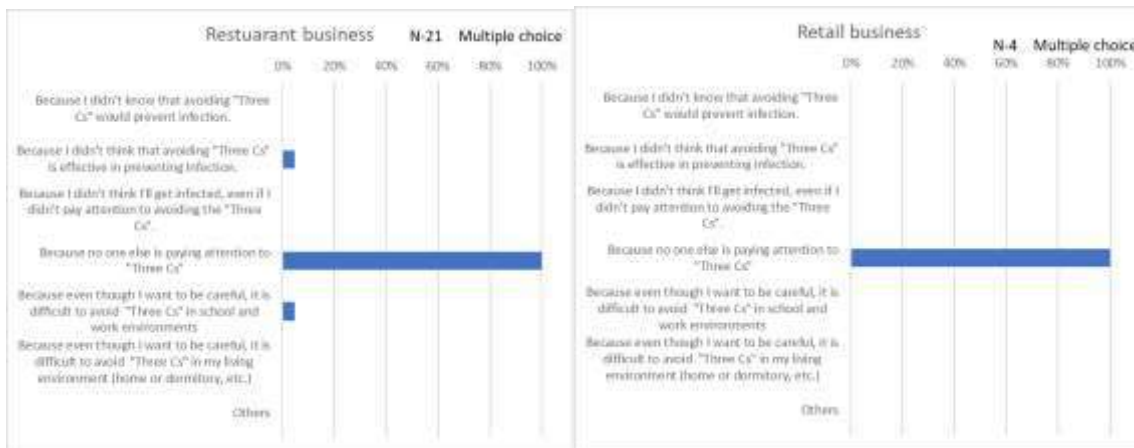 Restuarant business N-21 Multiple choice
0% 20% 40% 60% 80% 100%
Because I didn't know that avoiding "Three
Cs" would prevent infection.
Because I didn't think that avoiding "Three Cs"
is effective in preventing Infection.
Because I didn't think I'll get infected, even if I
didn't pay attention to avoiding the "Three
Cs".
Because no one else is paying attention to
"Three Cs"
Because even though I want to be careful, it is
difficult to avoid "Three Cs" in school and
work environments
Because even though I want to be careful, it is
difficult to avoid "Three Cs" in my living
environment (home or dormitory, etc.)
Others
Retail business
N-4 Multiple choice
0% 20% 40% 60% 80% 100%
Because I didn't know that avoiding "Three
Cs" would prevent infection.
Because I didn't think that avoiding "Three Cs"
is effective in preventing Infection.
Because I didn't think I'll get infected, even if I
didn't pay attention to avoiding the "Three
Cs".
Because no one else is paying attention to
"Three Cs"
Because even though I want to be careful, it is
difficult to avoid "Three Cs" in school and
work environments
Because even though I want to be careful, it is
difficult to avoid "Three Cs" in my living
environment (home or dormitory, etc.)
Others